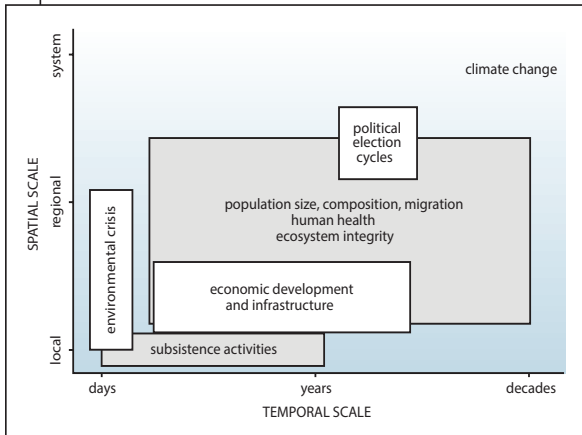 system
climate change
political
election
cycles
SPATIAL SCALE
regional
population size, composition, migration
human health
ecosystem integrity
environmental crisis
economic development
and infrastructure
local
subsistence activities
days
years
decades
TEMPORAL SCALE